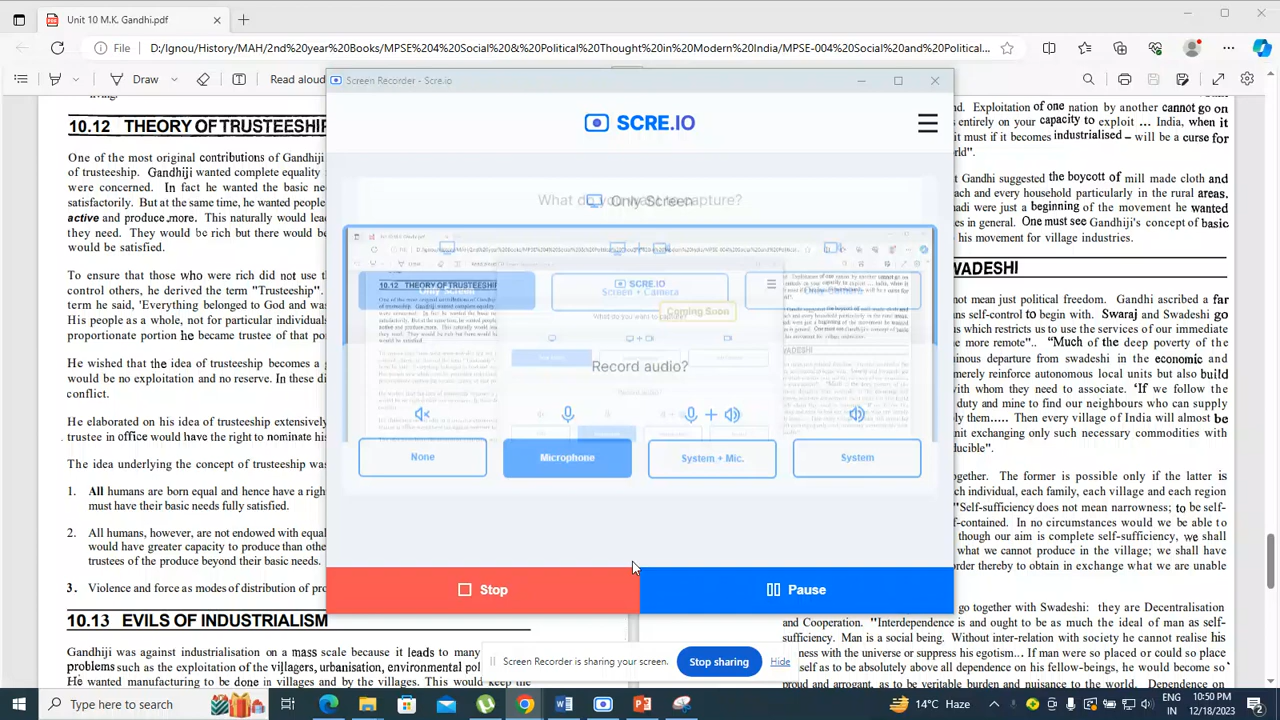 Unit 10 M.K. Gandhi.pdf
File D:/Ignou/History/MAH/2nd%20year%20Books/MPSE%204%20Social%20&%20Political%20Thought%20in%20Modern%20India/MPSE-004%20Social%20and%20Political...
Draw
Read aloud
Screen Recorder - Scre.io
SCRE.IO
10.12 THEORY OF TRUSTEESHIP
One of the most original contributions of Gandhiji
of trusteeship. Gandhiji wanted complete equality
were concerned. In fact he wanted the basic ne
satisfactorily. But at the same time, he wanted peop
active and produce more. This naturally would lea
they need. They would be rich but there would b
would be satisfied.
To ensure that those who were rich did not use t
commerce, he derived the term "Trusteeship",
term he said: "Everything belonged to God and wa
His people as a whole, not for particular individua
proportionate portion he became trustee of that po
He wished that the idea of trusteeship becomes a
would be no exploitation and no reserve. In these di
conflict.
He elaborated on his idea of trusteeship extensively
trustee in office would have the right to nominate hi
The idea underlying the concept of trusteeship wa
1. All humans are born equal and hence have a righ
must have their basic needs fully satisfied.
2. All humans, however, are not endowed with equal
would have greater capacity to produce than othe
trustees of the produce beyond their basic needs.
3. Violence and force as modes of distribution of pro
10.13 EVILS OF INDUSTRIALISM
Gandhiji was against industrialisation on a mass scale because it leads to many
problems such as the exploitation of the villagers, urbanisation, environmental pol
He wanted manufacturing to be done in villages and by the villagers. This would keep the
What do you want to capture?
Only Screen
Screen + Camera
Coming Soon
Record audio?
None
Microphone
System + Mic.
System
Stop
Pause
Screen Recorder is sharing your screen.
Stop sharing
Hide
nd. Exploitation of one nation by another cannot go on
s entirely on your capacity to exploit ... India, when it
it must if it becomes industrialised – will be a curse for
rld".
Gandhi suggested the boycott of mill made cloth and
ach and every household particularly in the rural areas.
adi were just a beginning of the movement he wanted
es in general. One must see Gandhiji's concept of basic
his movement for village industries.
WADESHI
not mean just political freedom. Gandhi ascribed a far
ns self-control to begin with. Swaraj and Swadeshi go
s which restricts us to use the services of our immediate
more remote". "Much of the deep poverty of the
ninous departure from swadeshi in the economic and
merely reinforce autonomous local units but also build
with whom they need to associate. 'If we follow the
duty and mine to find our neighbours who can supply
ly them..... Then every village of India will almost be
nit exchanging only such necessary commodities with
ducible".
ogether. The former is possible only if the latter is
ch individual, each family, each village and each region
"Self-sufficiency does not mean narrowness; to be self-
-contained. In no circumstances would we be able to
though our aim is complete self-sufficiency, we shall
what we cannot produce in the village; we shall have
order thereby to obtain in exchange what we are unable
go together with Swadeshi: they are Decentralisation
and Cooperation. "Interdependence is and ought to be as much the ideal of man as self-
sufficiency. Man is a social being. Without inter-relation with society he cannot realise his
ness with the universe or suppress his egotism... If man were so placed or could so place
self as to be absolutely above all dependence on his fellow-beings, he would become so
proud and arrogant, as to be veritable burden and nuisance to the world. Dependence on
Type here to search
14°C Haze
ENG
IN
10:50 PM
12/18/2023